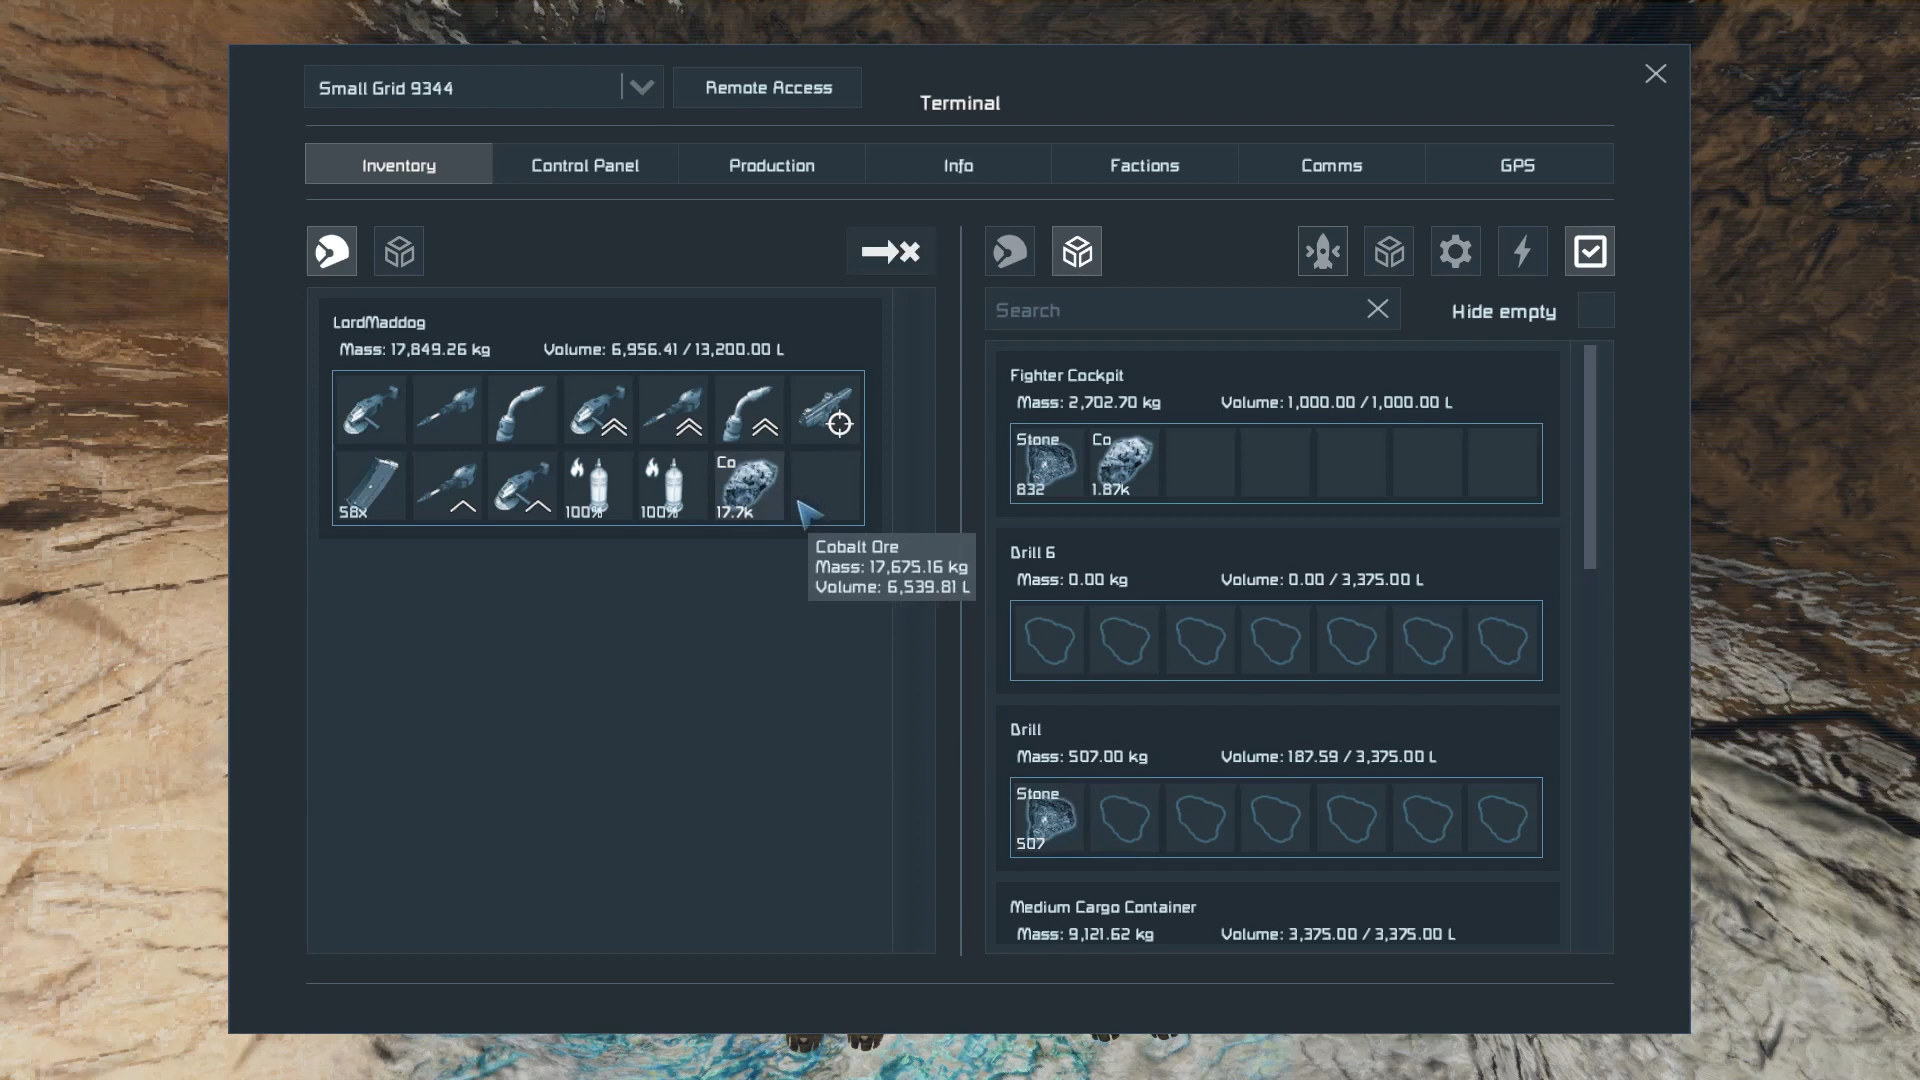 Small Grid 9344
Remote Access
Terminal
Inventory
Control Panel
Production
Info
Factions
Comms
GPS
LordMaddog
Mass: 17,849.26 kg
Volume: 6,956.41 / 13,200.00 L
58x
100%
100%
Co
17.7k
Cobalt Ore
Mass: 17,675.16 kg
Volume: 6,539.81 L
Search
Hide empty
Fighter Cockpit
Mass: 2,702.70 kg
Volume: 1,000.00 / 1,000.00 L
Stone
832
Co
1.87k
Drill 6
Mass: 0.00 kg
Volume: 0.00 / 3,375.00 L
Drill
Mass: 507.00 kg
Volume: 187.59 / 3,375.00 L
Stone
507
Medium Cargo Container
Mass: 9,121.62 kg
Volume: 3,375.00 / 3,375.00 L